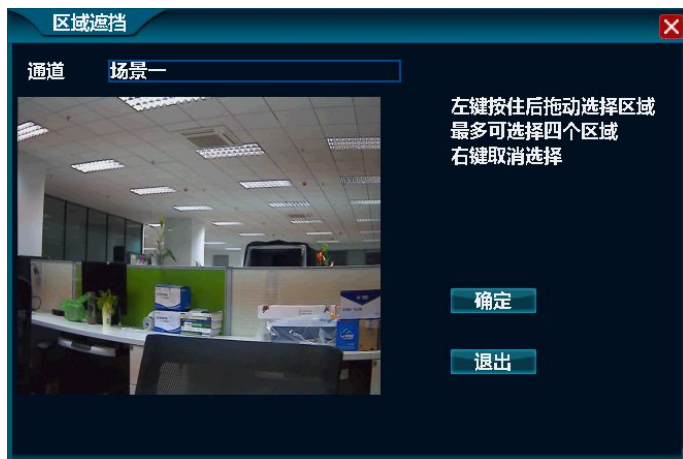 区域遮挡
通道 场景一
左键按住后拖动选择区域
最多可选择四个区域
右键取消选择
确定
退出